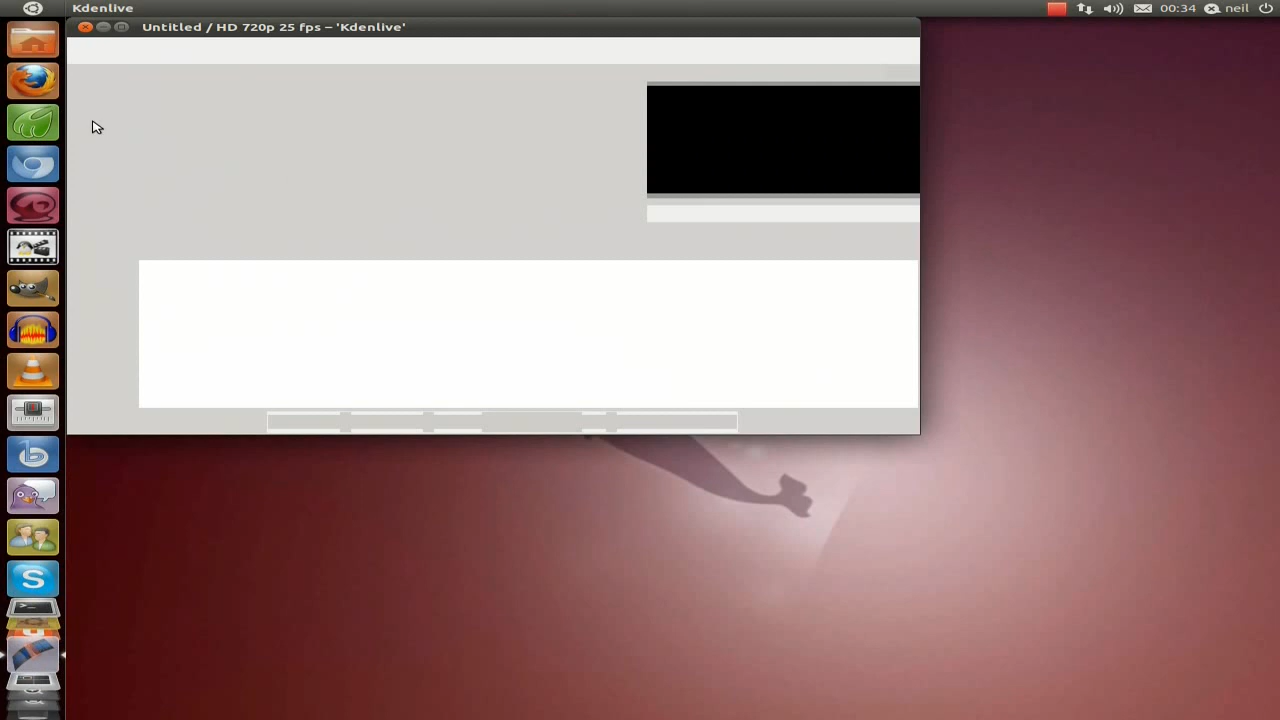 Kdenlive
00:34 neil
Untitled / HD 720p 25 fps – 'Kdenlive'